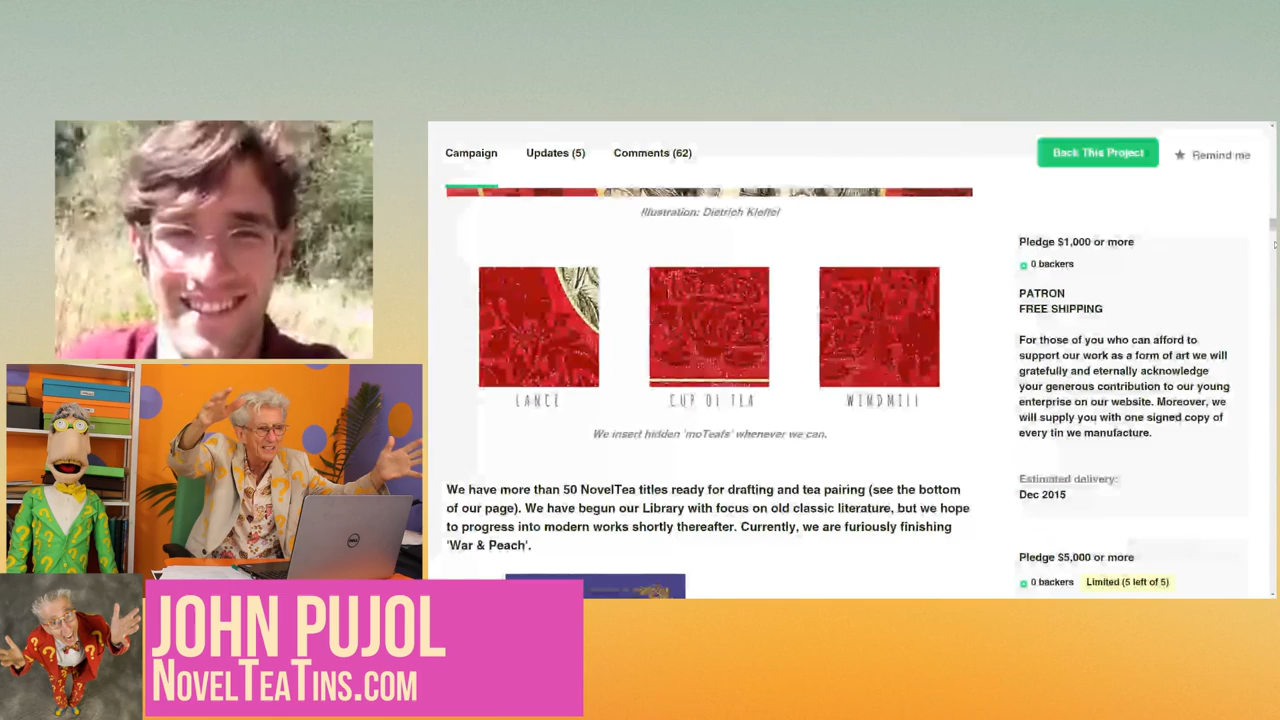 Campaign
Updates (5)
Comments (62)
Back This Project
Remind me
Illustration: Dietrich Kleffel
LANCE
CUP OF TEA
WINDMILL
We insert hidden 'moTeafs' whenever we can.
We have more than 50 NovelTea titles ready for drafting and tea pairing (see the bottom
of our page). We have begun our Library with focus on old classic literature, but we hope
to progress into modern works shortly thereafter. Currently, we are furiously finishing
'War & Peach'.
Pledge $1,000 or more
0 backers
PATRON
FREE SHIPPING
For those of you who can afford to
support our work as a form of art we will
gratefully and eternally acknowledge
your generous contribution to our young
enterprise on our website. Moreover, we
will supply you with one signed copy of
every tin we manufacture.
Estimated delivery:
Dec 2015
Pledge $5,000 or more
0 backers
Limited (5 left of 5)
DELL
JOHN PUJOL
NOVELTEATINS.COM